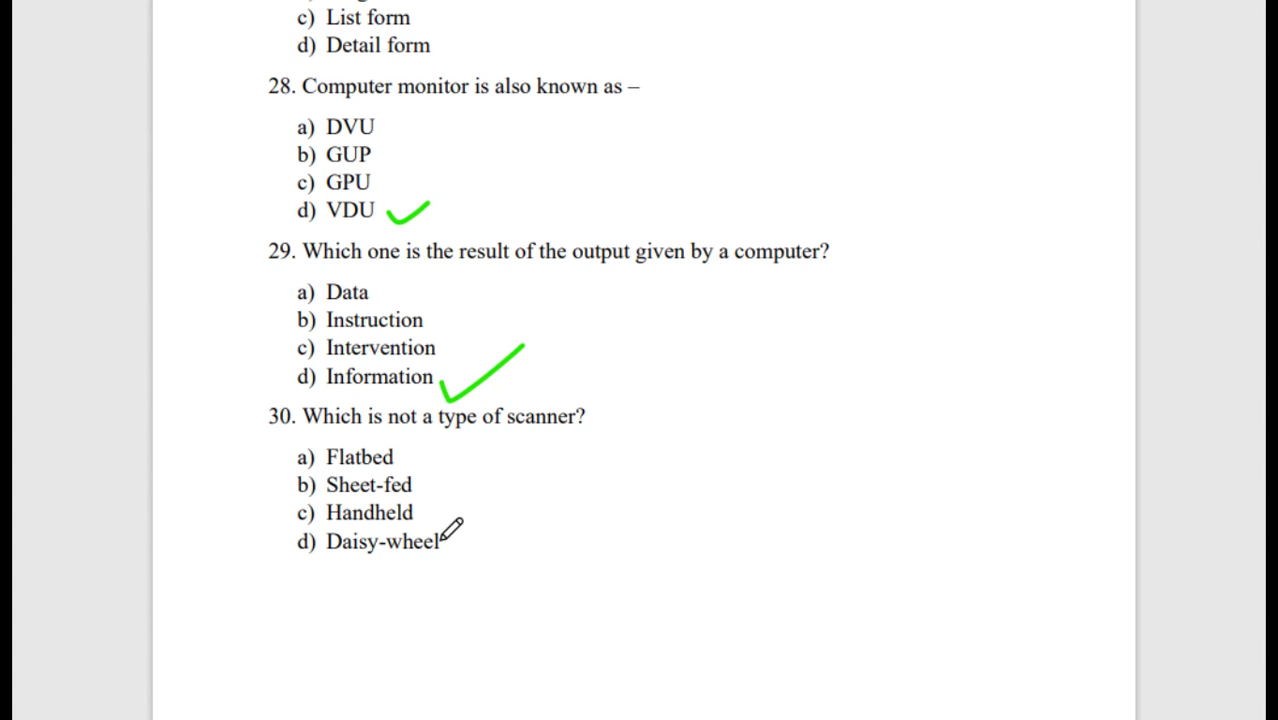 c) List form
d) Detail form
28. Computer monitor is also known as –
a) DVU
b) GUP
c) GPU
d) VDU
29. Which one is the result of the output given by a computer?
a) Data
b) Instruction
c) Intervention
d) Information
30. Which is not a type of scanner?
a) Flatbed
b) Sheet-fed
c) Handheld
d) Daisy-wheel